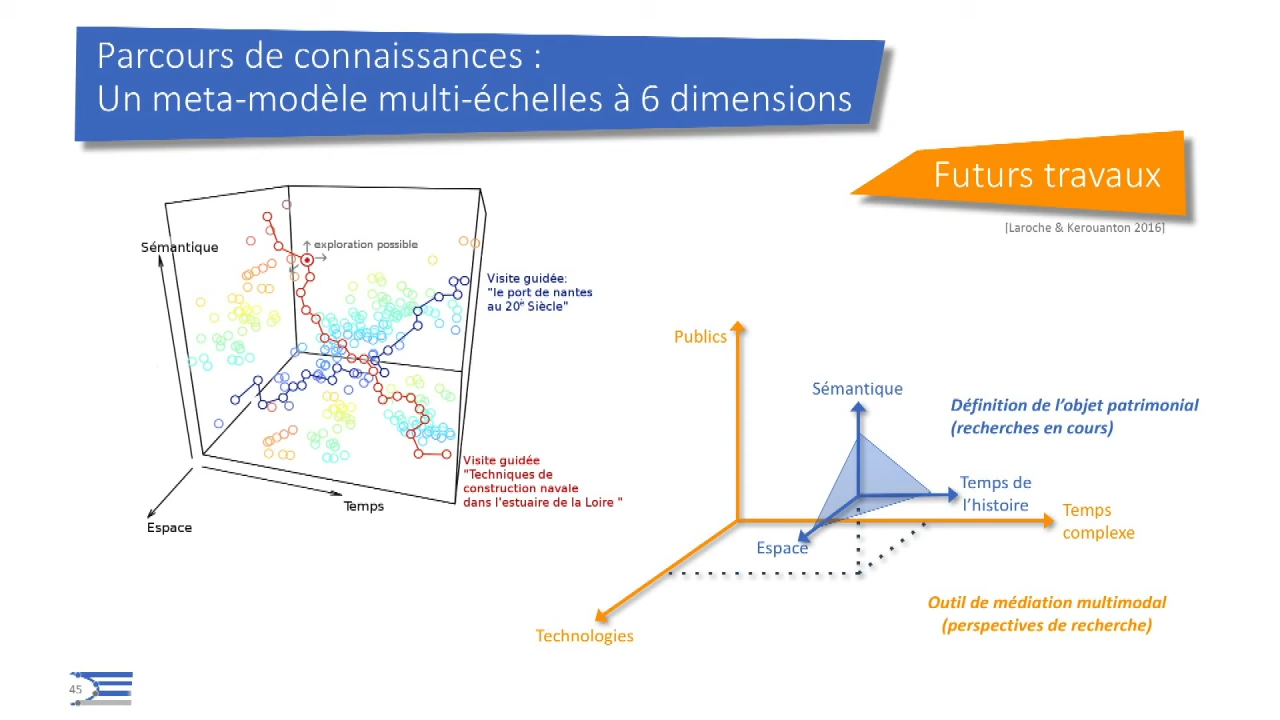 Parcours de connaissances :
Un meta-modèle multi-échelles à 6 dimensions
Futurs travaux
[Laroche & Kerouanton 2016]
Sémantique
exploration possible
Visite guidée:
"le port de nantes
au 20e Siècle"
Visite guidée
"Techniques de
construction navale
dans l'estuaire de la Loire "
Temps
Espace
Publics
Sémantique
Définition de l’objet patrimonial
(recherches en cours)
Temps de
l’histoire
Temps
complexe
Espace
Outil de médiation multimodal
(perspectives de recherche)
Technologies
45